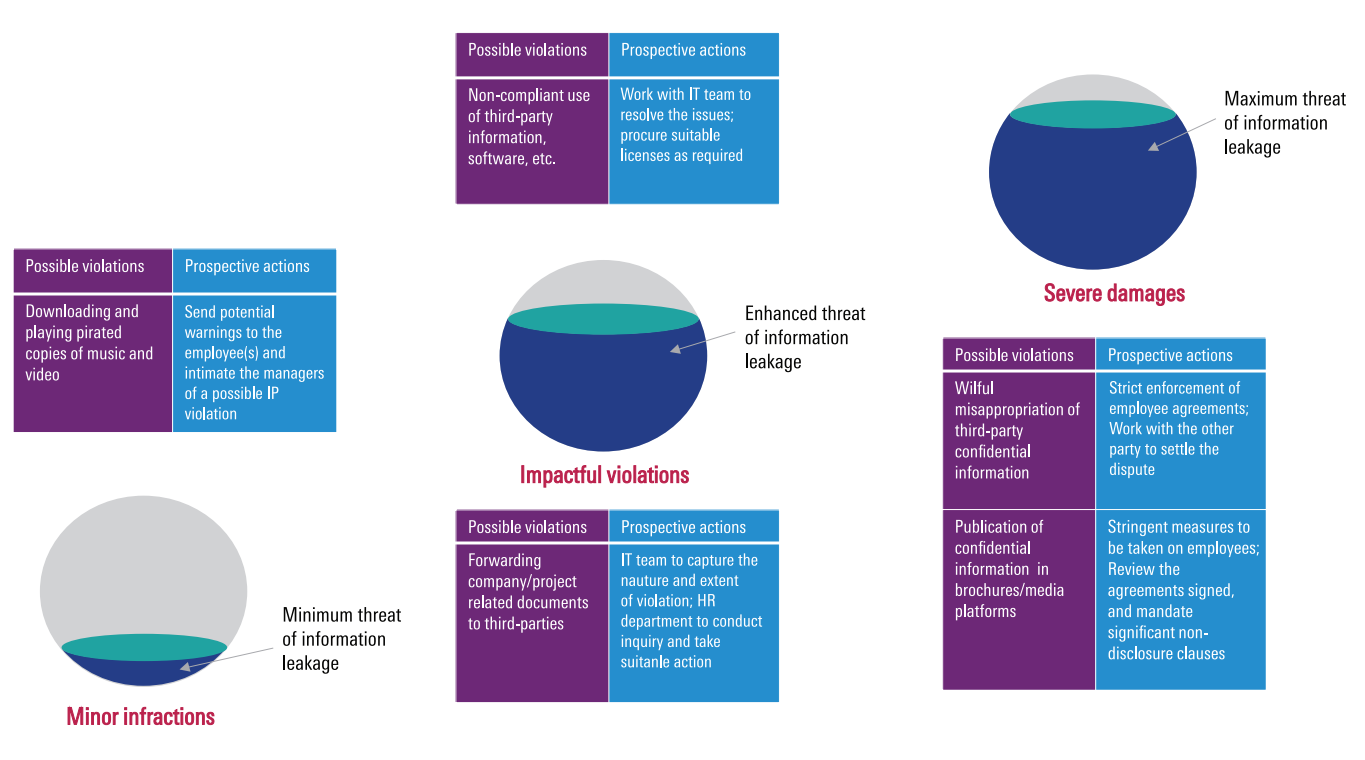 Possible violations
Prospective actions
Downloading and
playing pirated
copies of music and
video
Send potential
warnings to the
employee(s) and
intimate the managers
of a possible IP
violation
Minimum threat
of information
leakage
Minor infractions
Possible violations
Prospective actions
Non-compliant use
of third-party
information,
software, etc.
Work with IT team to
resolve the issues;
procure suitable
licenses as required
Enhanced threat
of information
leakage
Impactful violations
Possible violations
Prospective actions
Forwarding
company/project
related documents
to third-parties
IT team to capture the
nauture and extent
of violation; HR
department to conduct
inquiry and take
suitanle action
Maximum threat
of information
leakage
Severe damages
Possible violations
Prospective actions
Wilful
misappropriation of
third-party
confidential
information
Strict enforcement of
employee agreements;
Work with the other
party to settle the
dispute
Publication of
confidential
information in
brochures/media
platforms
Stringent measures to
be taken on employees;
Review the
agreements signed,
and mandate
significant non-
disclosure clauses